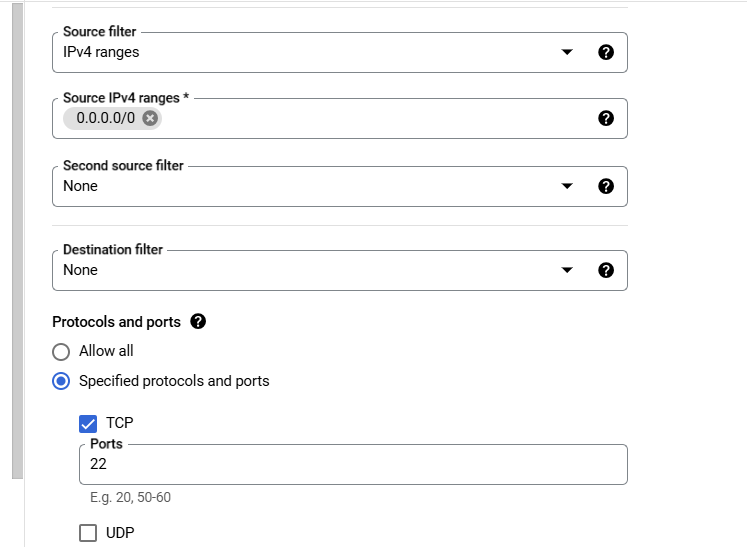 Source filter
IPv4 ranges
Source IPv4 ranges *
0.0.0.0/0
Second source filter
None
Destination filter
None
Protocols and ports
Allow all
Specified protocols and ports
TCP
Ports
22
E.g. 20, 50-60
UDP